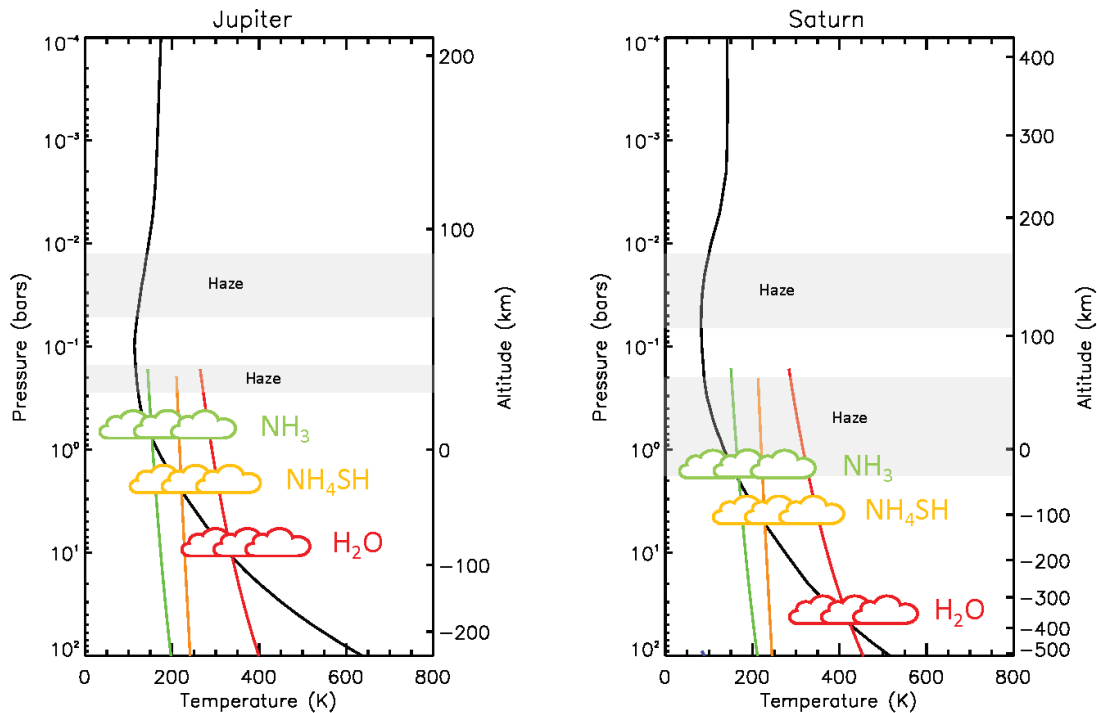 Jupiter
10⁻⁴
10⁻³
10⁻²
10⁻¹
10⁰
10¹
10²
Pressure (bars)
0
200
400
600
800
Temperature (K)
200
100
0
−100
−200
Altitude (km)
Haze
Haze
NH₃
NH₄SH
H₂O
Saturn
10⁻⁴
10⁻³
10⁻²
10⁻¹
10⁰
10¹
10²
Pressure (bars)
0
200
400
600
800
Temperature (K)
400
300
200
100
0
−100
−200
−300
−400
−500
Altitude (km)
Haze
Haze
NH₃
NH₄SH
H₂O